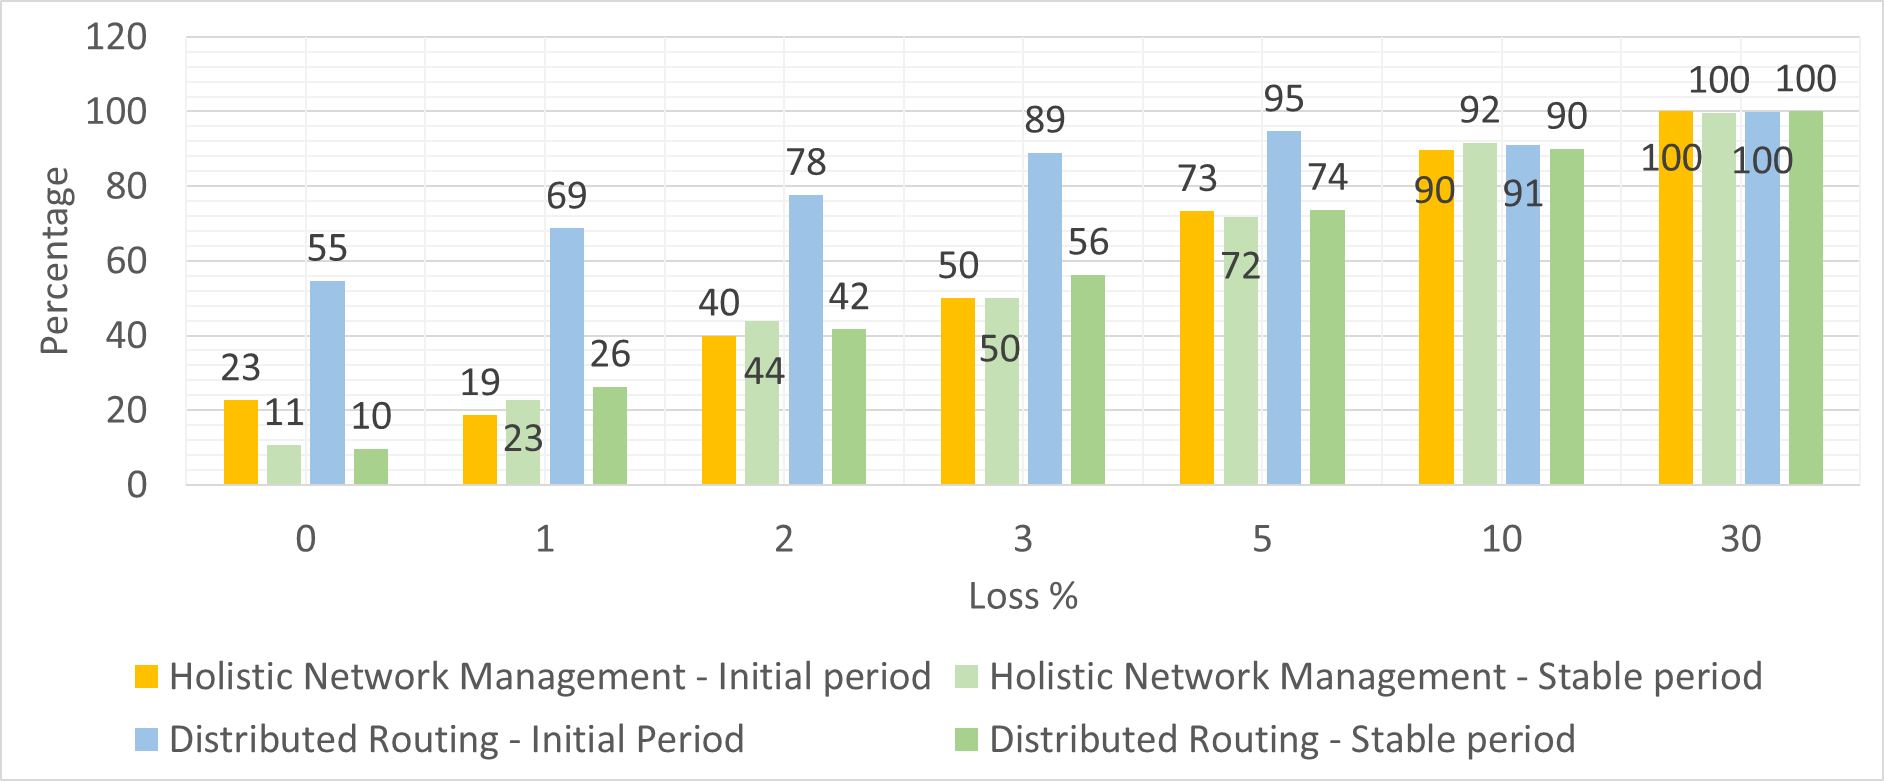 120
100
80
60
40
20
0
Percentage
23 11 55 10
19 23 69 26
40 44 78 42
50 50 89 56
73 72 95 74
90 92 91 90
100 100 100 100
0 1 2 3 5 10 30
Loss %
Holistic Network Management - Initial period
Holistic Network Management - Stable period
Distributed Routing - Initial Period
Distributed Routing - Stable period